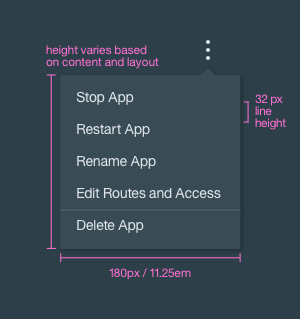 height varies based
on content and layout
Stop App
Restart App
Rename App
Edit Routes and Access
Delete App
32 px
line
height
180px / 11.25em